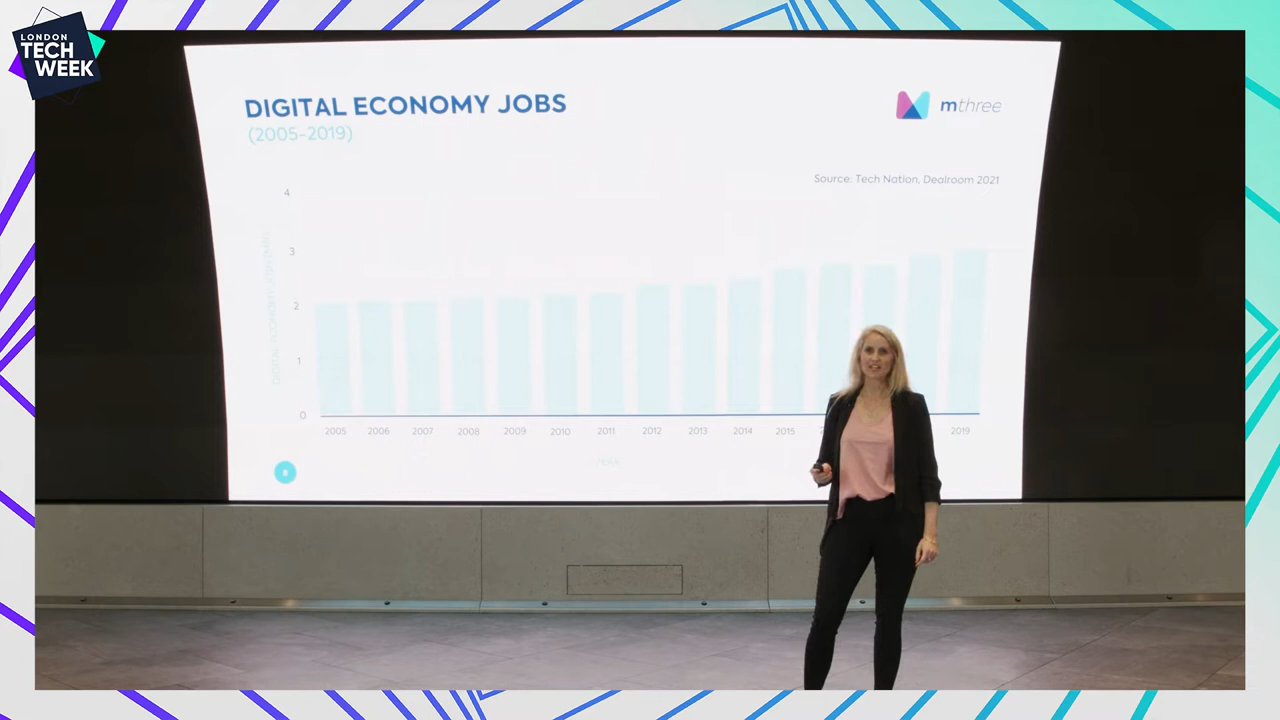 LONDON
TECH
WEEK
DIGITAL ECONOMY JOBS
(2005-2019)
mthree
Source: Tech Nation, Dealroom 2021
4
3
2
1
0
2005 2006 2007 2008 2009 2010 2011 2012 2013 2014 2015 2019
YEAR